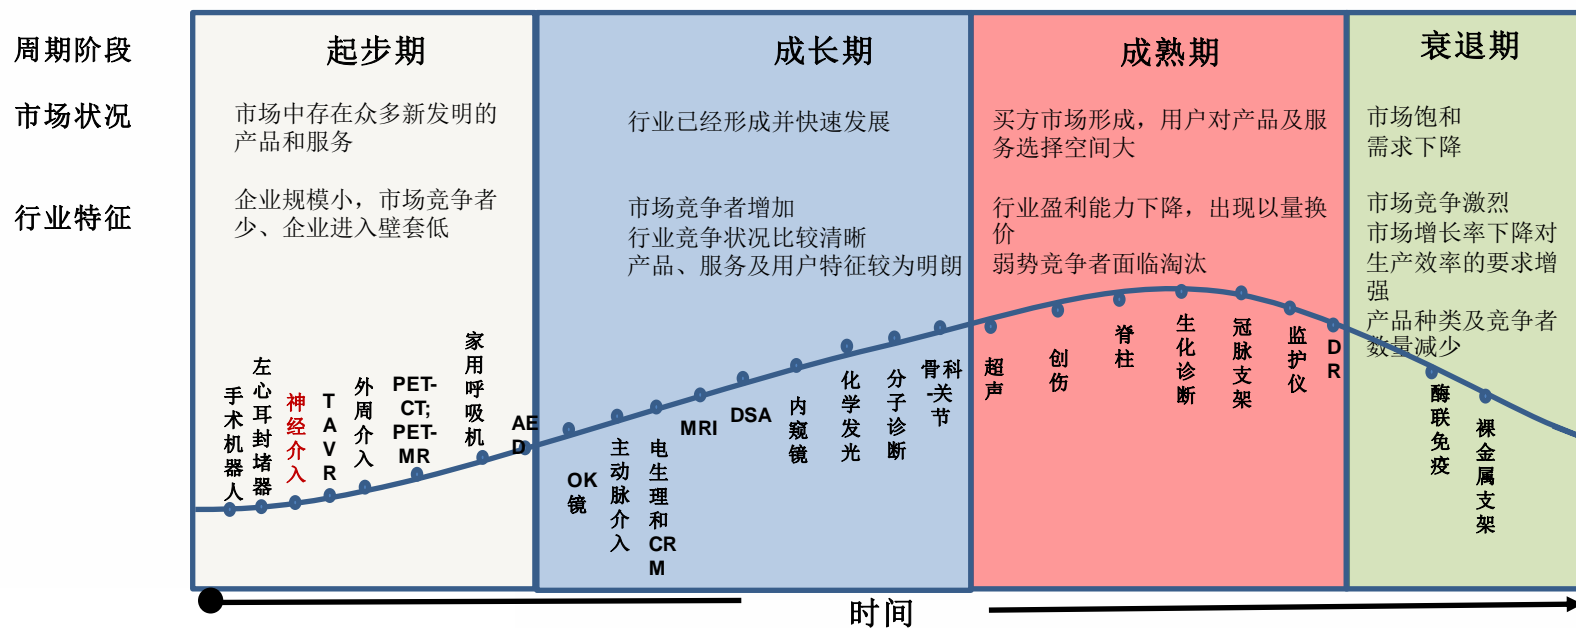 周期阶段
起步期
成长期
成熟期
衰退期
市场状况
市场中存在众多新发明的
产品和服务
行业已经形成并快速发展
买方市场形成，用户对产品及服
务选择空间大
市场饱和
需求下降
行业特征
企业规模小，市场竞争者
少、企业进入壁套低
市场竞争者增加
行业竞争状况比较清晰
产品、服务及用户特征较为明朗
行业盈利能力下降，出现以量换
价
弱势竞争者面临淘汰
市场竞争激烈
市场增长率下降对
生产效率的要求增
强
产品种类及竞争者
数量减少
手术机器人
左心耳封堵器
神经介入
TAVR
外周介入
PET-
CT;
PET-
MR
家用呼吸机
AE
D
OK
镜
主动脉介入
电生理和
CR
M
MRI
DSA
内窥镜
化学发光
分子诊断
骨科
-关
节
超声
创伤
脊柱
生化诊断
冠脉支架
监护仪
DR
酶联免疫
裸金属支架
时间